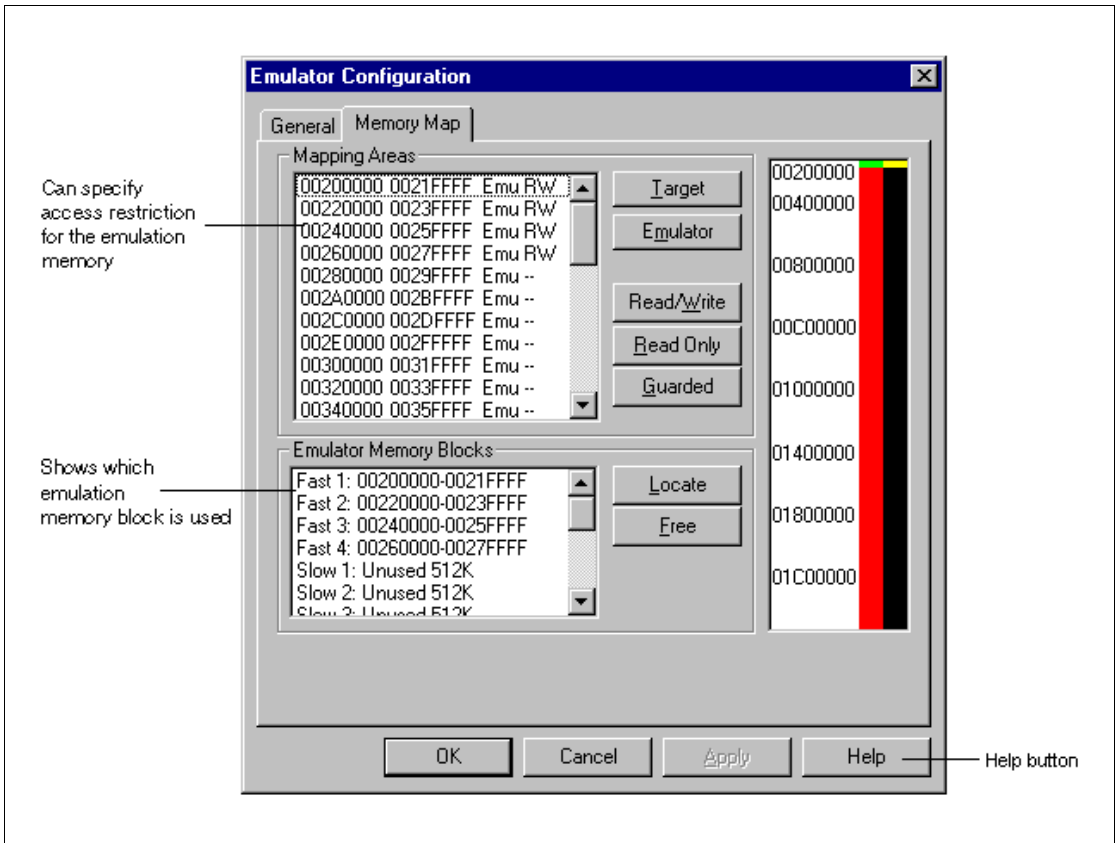 Emulator Configuration
General Memory Map
Mapping Areas
00200000 0021FFFF Emu RW
00220000 0023FFFF Emu RW
00240000 0025FFFF Emu RW
00260000 0027FFFF Emu RW
00280000 0029FFFF Emu --
002A0000 002BFFFF Emu --
002C0000 002DFFFF Emu --
002E0000 002FFFFF Emu --
00300000 0031FFFF Emu --
00320000 0033FFFF Emu --
00340000 0035FFFF Emu --
Target
Emulator
Read/Write
Read Only
Guarded
Can specify
access restriction
for the emulation
memory
Emulator Memory Blocks
Fast 1: 00200000-0021FFFF
Fast 2: 00220000-0023FFFF
Fast 3: 00240000-0025FFFF
Fast 4: 00260000-0027FFFF
Slow 1: Unused 512K
Slow 2: Unused 512K
Slow 3: Unused 512K
Locate
Free
Shows which
emulation
memory block is used
00200000
00400000
00800000
00C00000
01000000
01400000
01800000
01C00000
OK
Cancel
Apply
Help
Help button